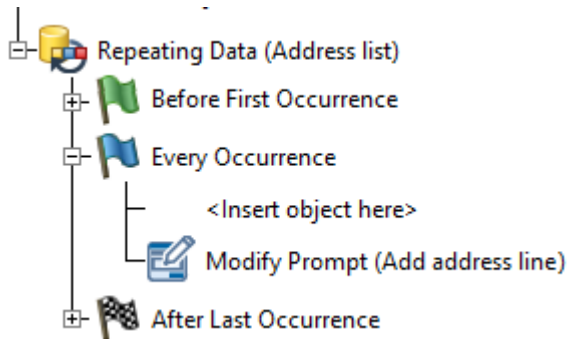 Repeating Data (Address list)
Before First Occurrence
Every Occurrence
<Insert object here>
Modify Prompt (Add address line)
After Last Occurrence